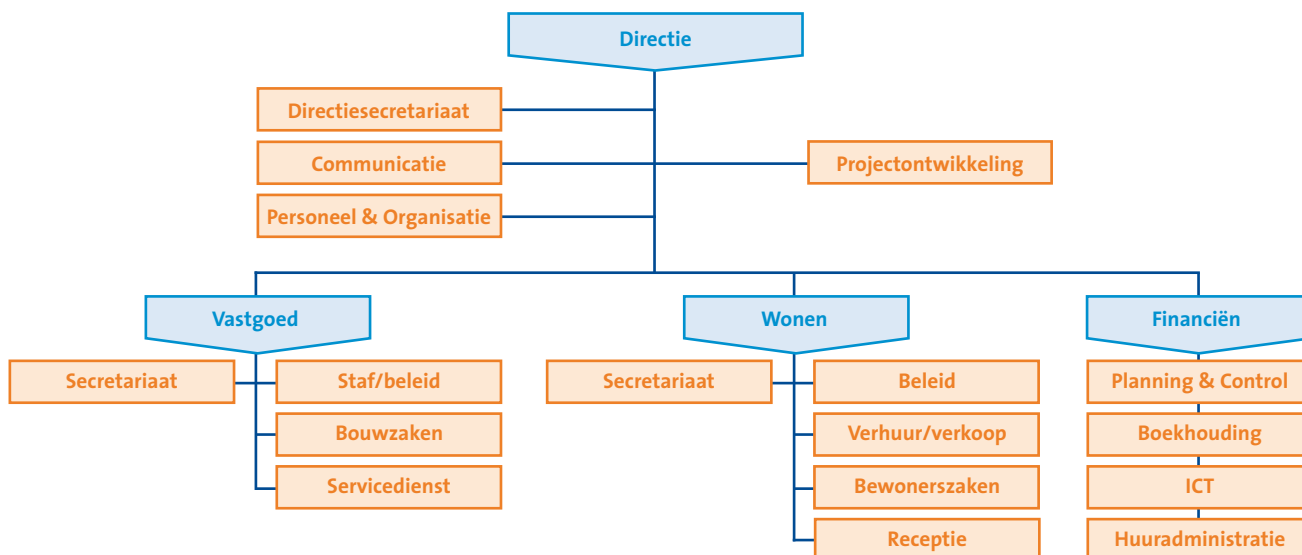 Directie
Directiesecretariaat
Communicatie
Projectontwikkeling
Personeel & Organisatie
Vastgoed
Wonen
Financiën
Secretariaat
Staf/beleid
Secretariaat
Beleid
Planning & Control
Bouwzaken
Verhuur/verkoop
Boekhouding
Servicedienst
Bewonerszaken
ICT
Receptie
Huuradministratie